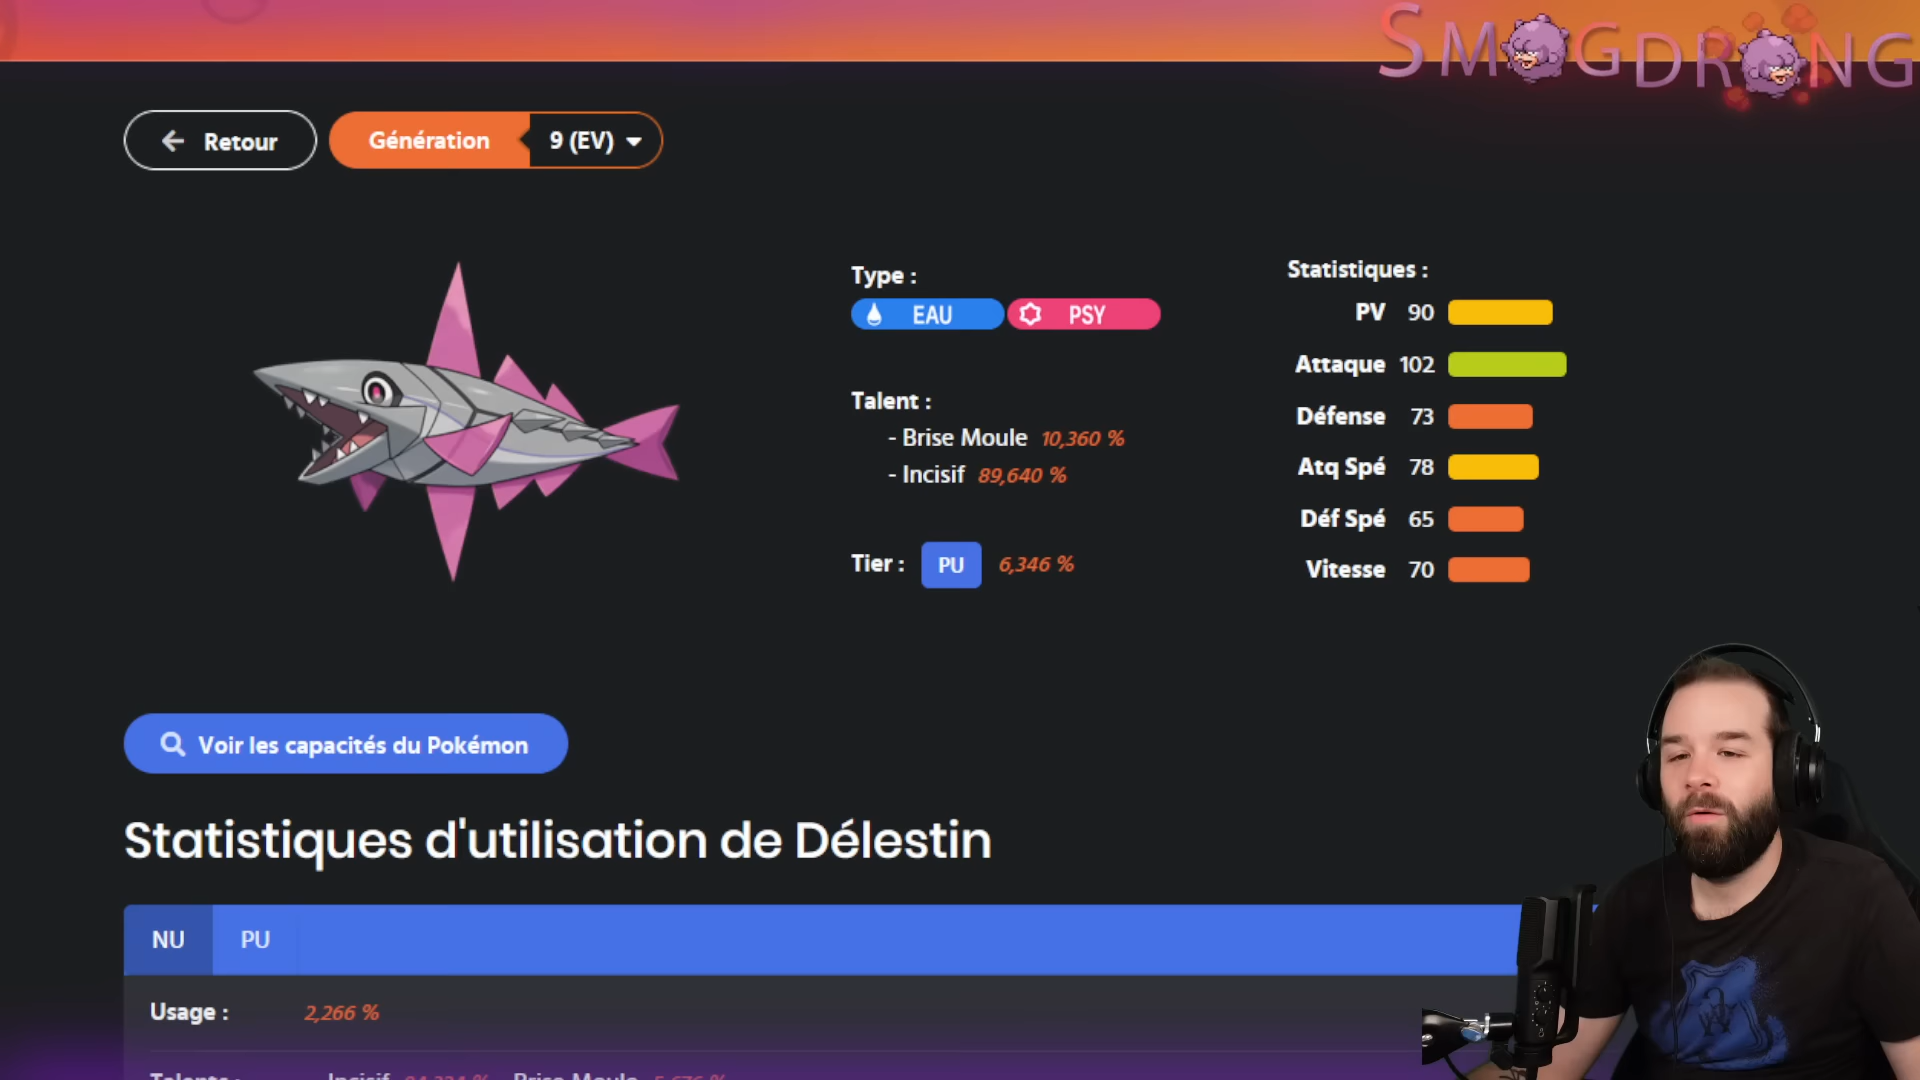 SMOGDRONG
Retour
Génération
9 (EV)
Type :
EAU
PSY
Talent :
- Brise Moule 10,360 %
- Incisif 89,640 %
Tier :
PU
6,346 %
Statistiques :
PV 90
Attaque 102
Défense 73
Atq Spé 78
Déf Spé 65
Vitesse 70
Voir les capacités du Pokémon
Statistiques d'utilisation de Délestin
NU
PU
Usage : 2,266 %